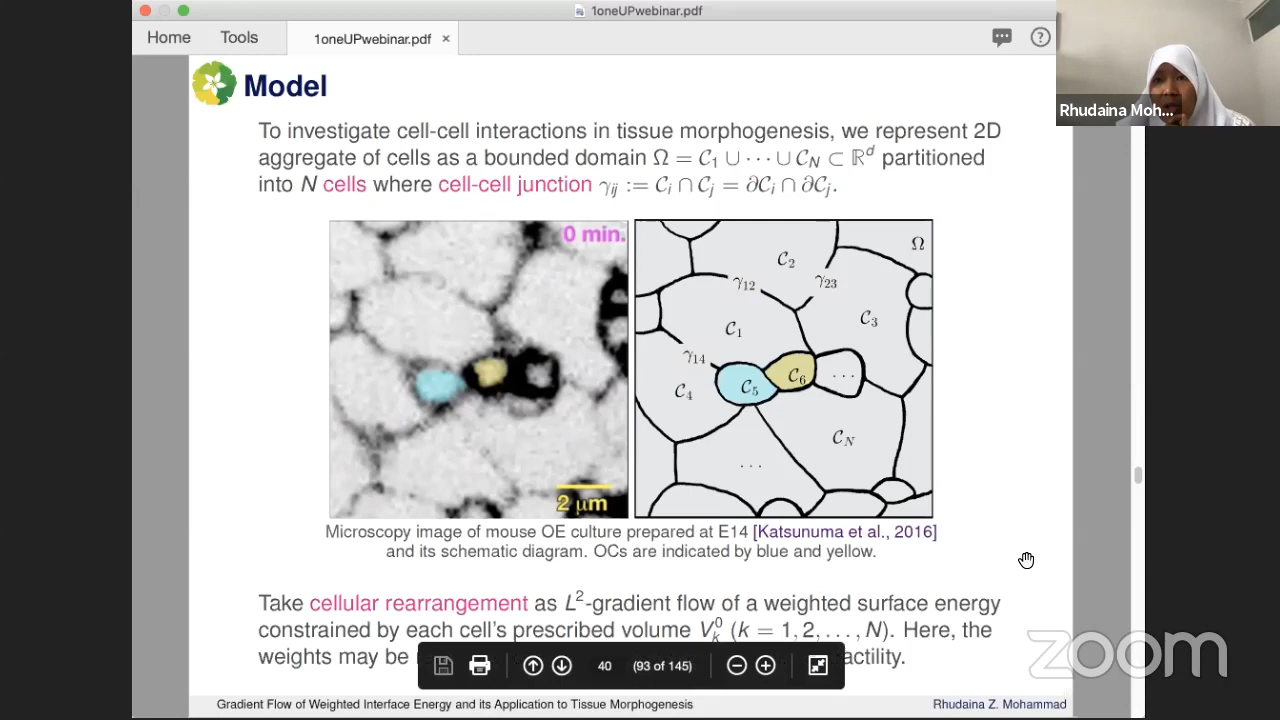 1oneUPwebinar.pdf
Home Tools 1oneUPwebinar.pdf ×
Rhudaina Moh...
Model
To investigate cell-cell interactions in tissue morphogenesis, we represent 2D
aggregate of cells as a bounded domain Ω = 𝒞₁ ∪ ⋯ ∪ 𝒞_N ⊂ ℝᵈ partitioned
into N cells where cell-cell junction γᵢⱼ := 𝒞ᵢ ∩ 𝒞ⱼ = ∂𝒞ᵢ ∩ ∂𝒞ⱼ.
0 min.
2 μm
Ω
𝒞₂
γ₁₂ γ₂₃
𝒞₁ 𝒞₃
γ₁₄
𝒞₄ 𝒞₅ 𝒞₆ ...
𝒞_N
...
Microscopy image of mouse OE culture prepared at E14 [Katsunuma et al., 2016]
and its schematic diagram. OCs are indicated by blue and yellow.
Take cellular rearrangement as L²-gradient flow of a weighted surface energy
constrained by each cell's prescribed volume V_k^0 (k = 1, 2, ..., N). Here, the
weights may be
40 (93 of 145)
zoom
Gradient Flow of Weighted Interface Energy and its Application to Tissue Morphogenesis Rhudaina Z. Mohammad